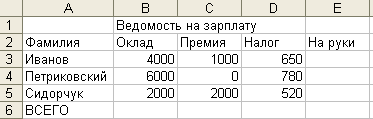 A B C D E
1 Ведомость на зарплату
2 Фамилия Оклад Премия Налог На руки
3 Иванов 4000 1000 650
4 Петриковский 6000 0 780
5 Сидорчук 2000 2000 520
6 ВСЕГО